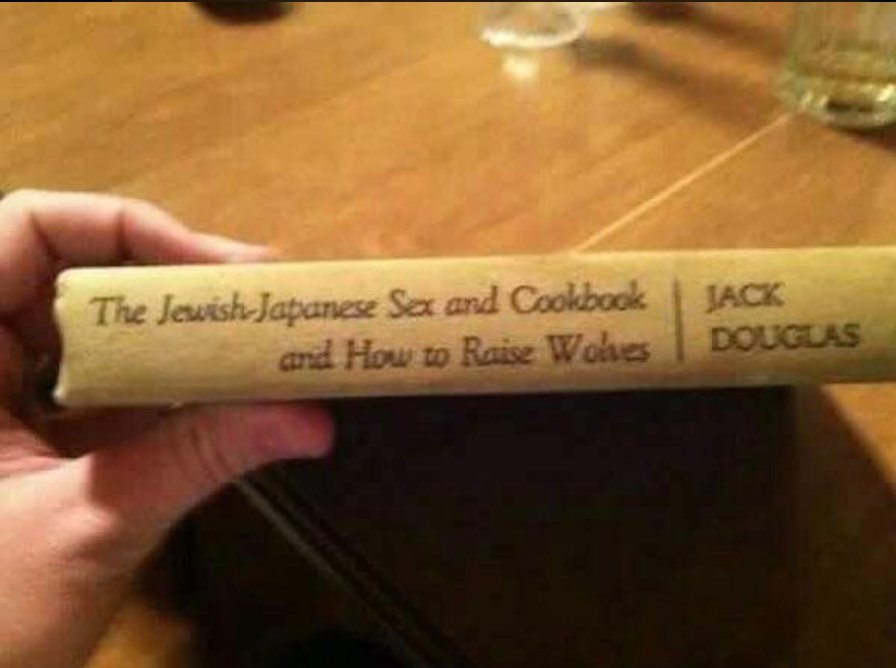 The Jewish-Japanese Sex and Cookbook
and How to Raise Wolves
JACK
DOUGLAS